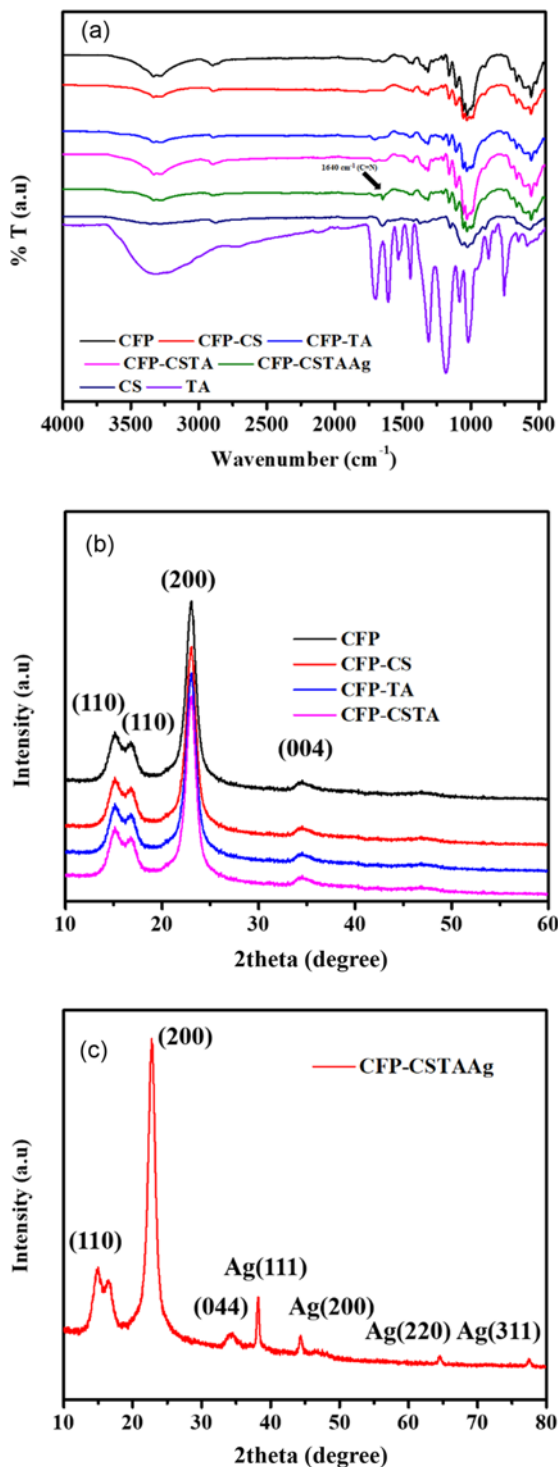 (a)
% T (a.u)
1640 cm⁻¹ (C=N)
CFP CFP-CS CFP-TA
CFP-CSTA CFP-CSTAAg
CS TA
4000 3500 3000 2500 2000 1500 1000 450
Wavenumber (cm⁻¹)
(b)
Intensity (a.u)
(200)
(110)
(110)
(004)
CFP
CFP-CS
CFP-TA
CFP-CSTA
10 20 30 40 50 60
2theta (degree)
(c)
Intensity (a.u)
(200)
CFP-CSTAAg
(110)
Ag(111)
(044)
Ag(200)
Ag(220) Ag(311)
10 20 30 40 50 60 70 80
2theta (degree)